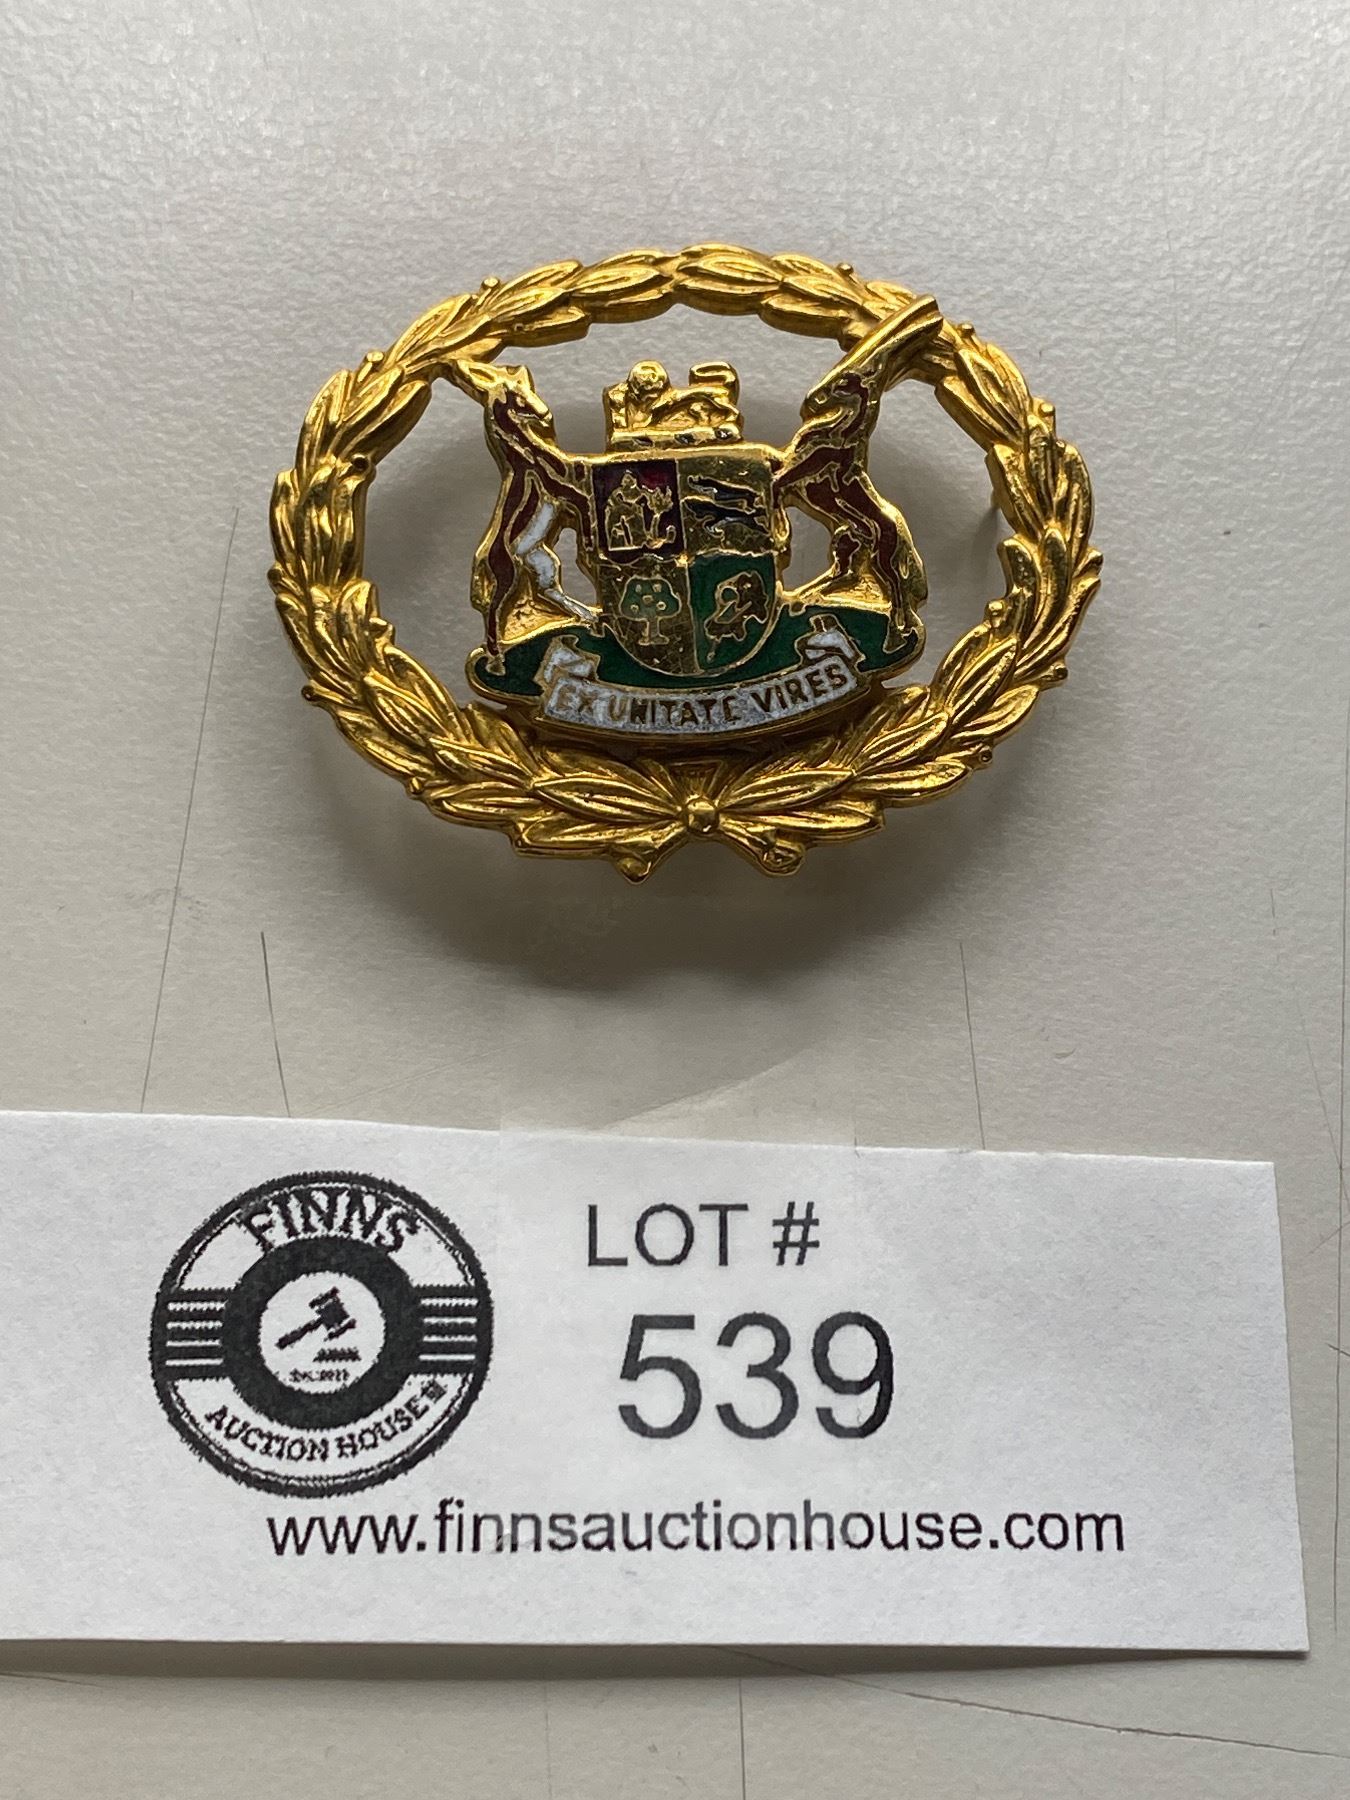 EX UNITATE VIRES
FINNS
AUCTION HOUSE
LOT #
539
www.finnsauctionhouse.com